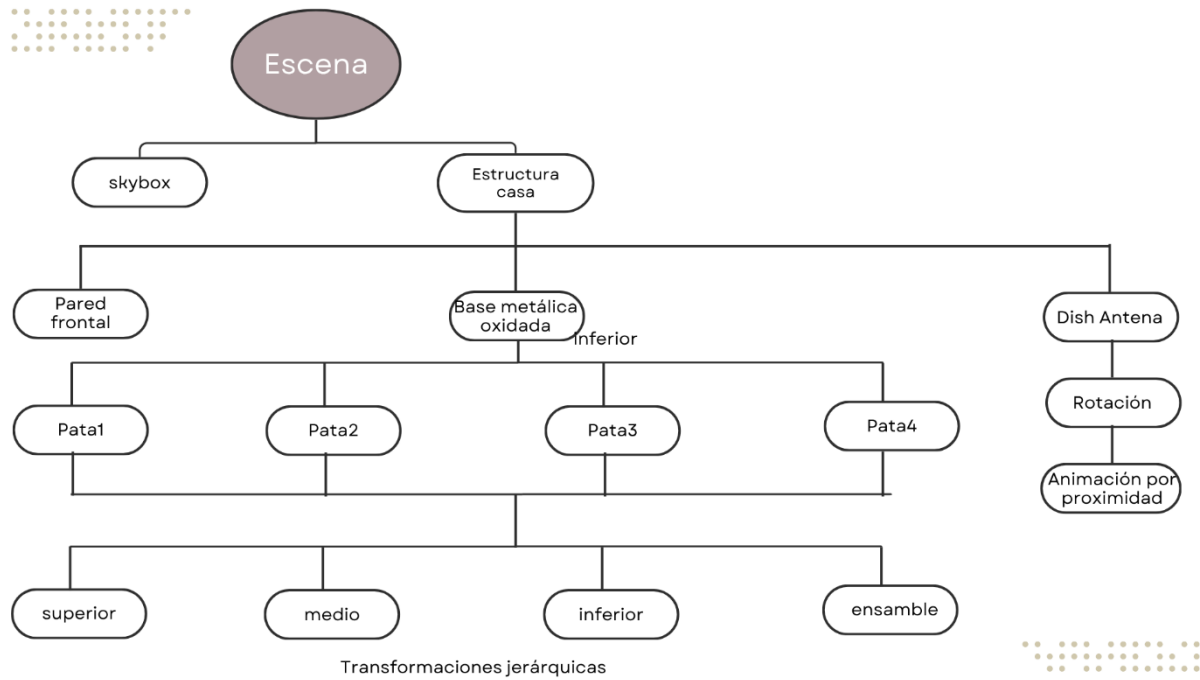 Escena
skybox
Estructura
casa
Pared
frontal
Base metálica
oxidada
inferior
Dish Antena
Rotación
Pata1
Pata2
Pata3
Pata4
Animación por
proximidad
superior
medio
inferior
ensamble
Transformaciones jerárquicas